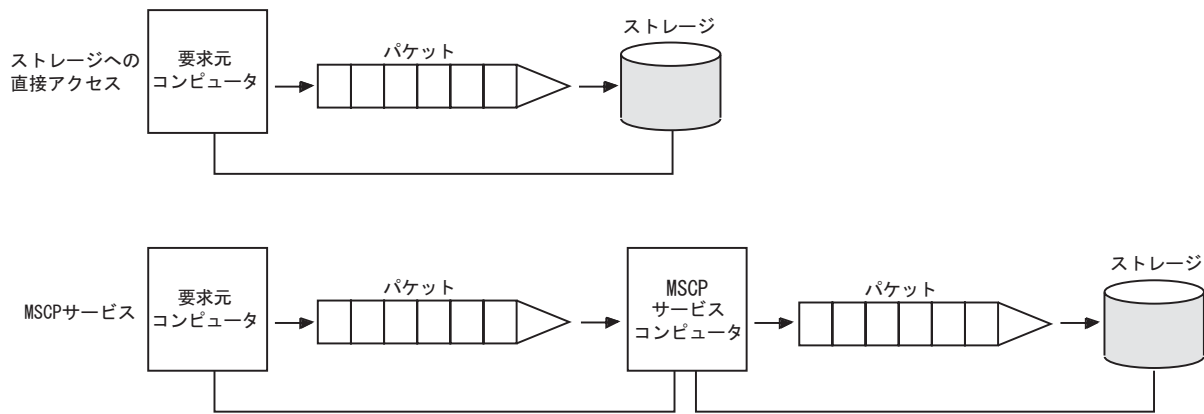 ストレージへの
直接アクセス
要求元
コンピュータ
パケット
ストレージ
MSCPサービス
要求元
コンピュータ
パケット
MSCP
サービス
コンピュータ
パケット
ストレージ